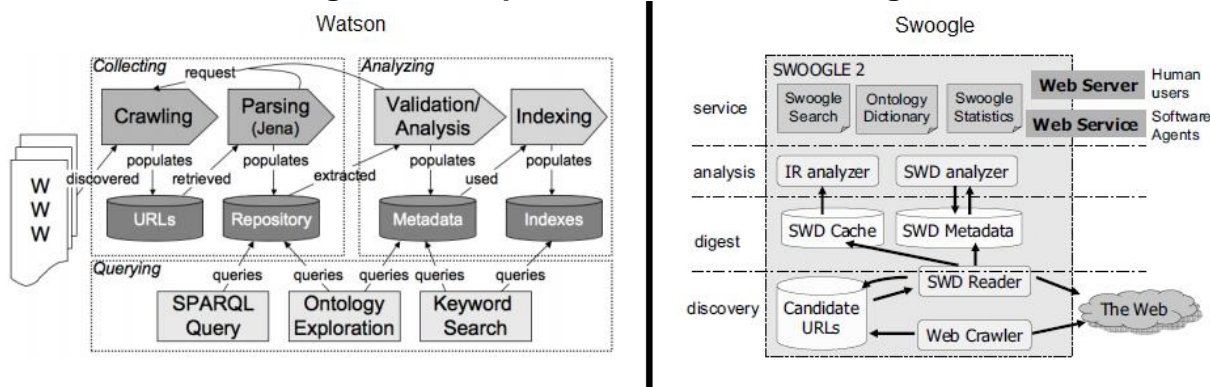 Watson
Collecting
request
Analyzing
Crawling
Parsing
(Jena)
Validation/
Analysis
Indexing
populates
populates
populates
populates
discovered
retrieved
extracted
used
W
W
W
URLs
Repository
Metadata
Indexes
Querying
queries
queries
queries
queries
queries
SPARQL
Query
Ontology
Exploration
Keyword
Search
Swoogle
SWOOGLE 2
service
Swoogle
Search
Ontology
Dictionary
Swoogle
Statistics
Web Server
Human
users
Web Service
Software
Agents
analysis
IR analyzer
SWD analyzer
digest
SWD Cache
SWD Metadata
discovery
Candidate
URLs
SWD Reader
Web Crawler
The Web